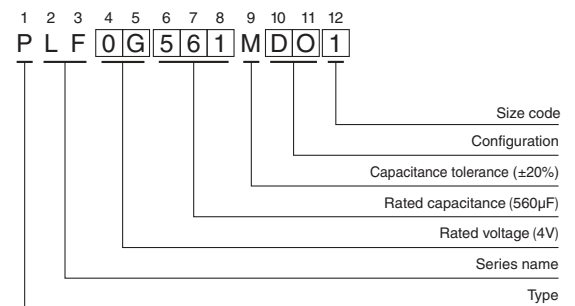 1 2 3 4 5 6 7 8 9 10 11 12
P L F 0 G 5 6 1 M D O 1
Size code
Configuration
Capacitance tolerance (±20%)
Rated capacitance (560µF)
Rated voltage (4V)
Series name
Type